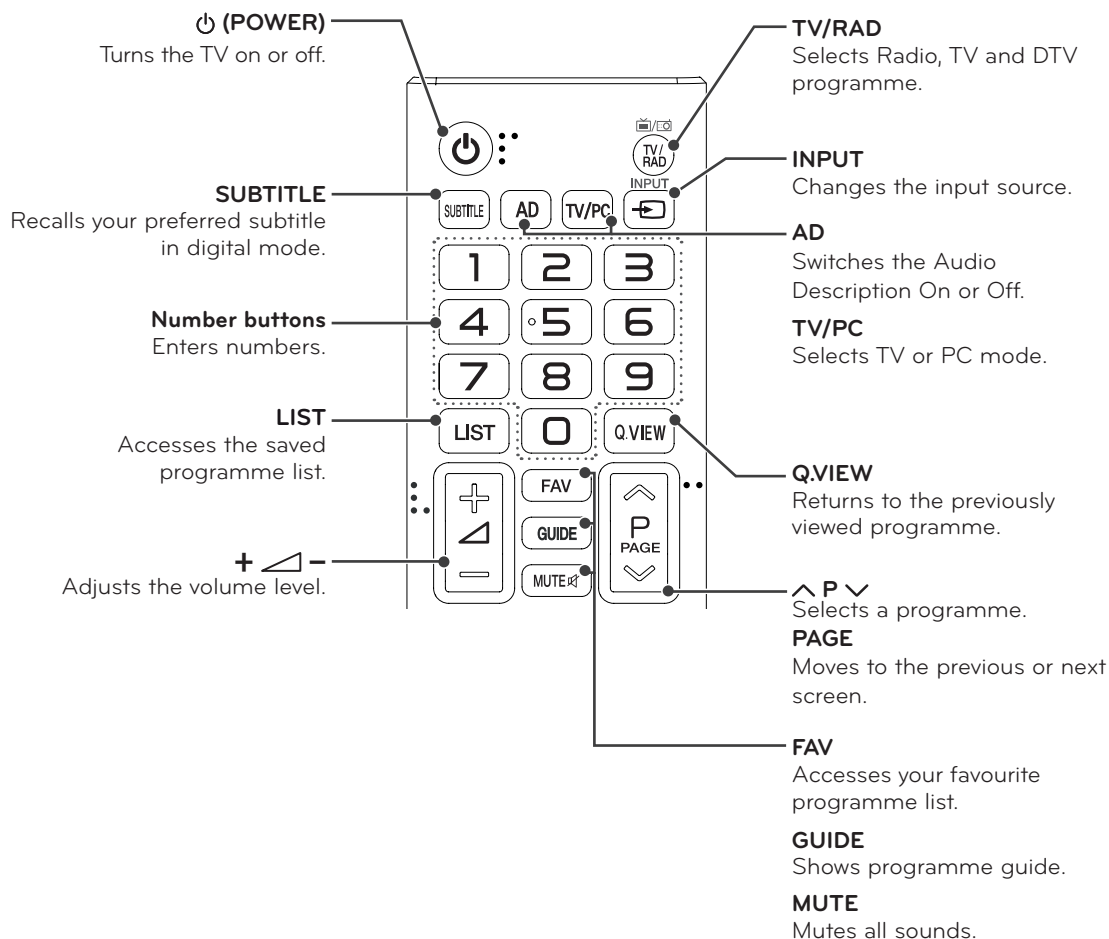 ⏻ (POWER)
Turns the TV on or off.
SUBTITLE
Recalls your preferred subtitle
in digital mode.
Number buttons
Enters numbers.
LIST
Accesses the saved
programme list.
+ ⊿ −
Adjusts the volume level.
TV/
RAD
INPUT
SUBTITLE
AD
TV/PC
1
2
3
4
5
6
7
8
9
LIST
0
Q.VIEW
FAV
GUIDE
MUTE
P
PAGE
TV/RAD
Selects Radio, TV and DTV
programme.
INPUT
Changes the input source.
AD
Switches the Audio
Description On or Off.
TV/PC
Selects TV or PC mode.
Q.VIEW
Returns to the previously
viewed programme.
︿ P ﹀
Selects a programme.
PAGE
Moves to the previous or next
screen.
FAV
Accesses your favourite
programme list.
GUIDE
Shows programme guide.
MUTE
Mutes all sounds.